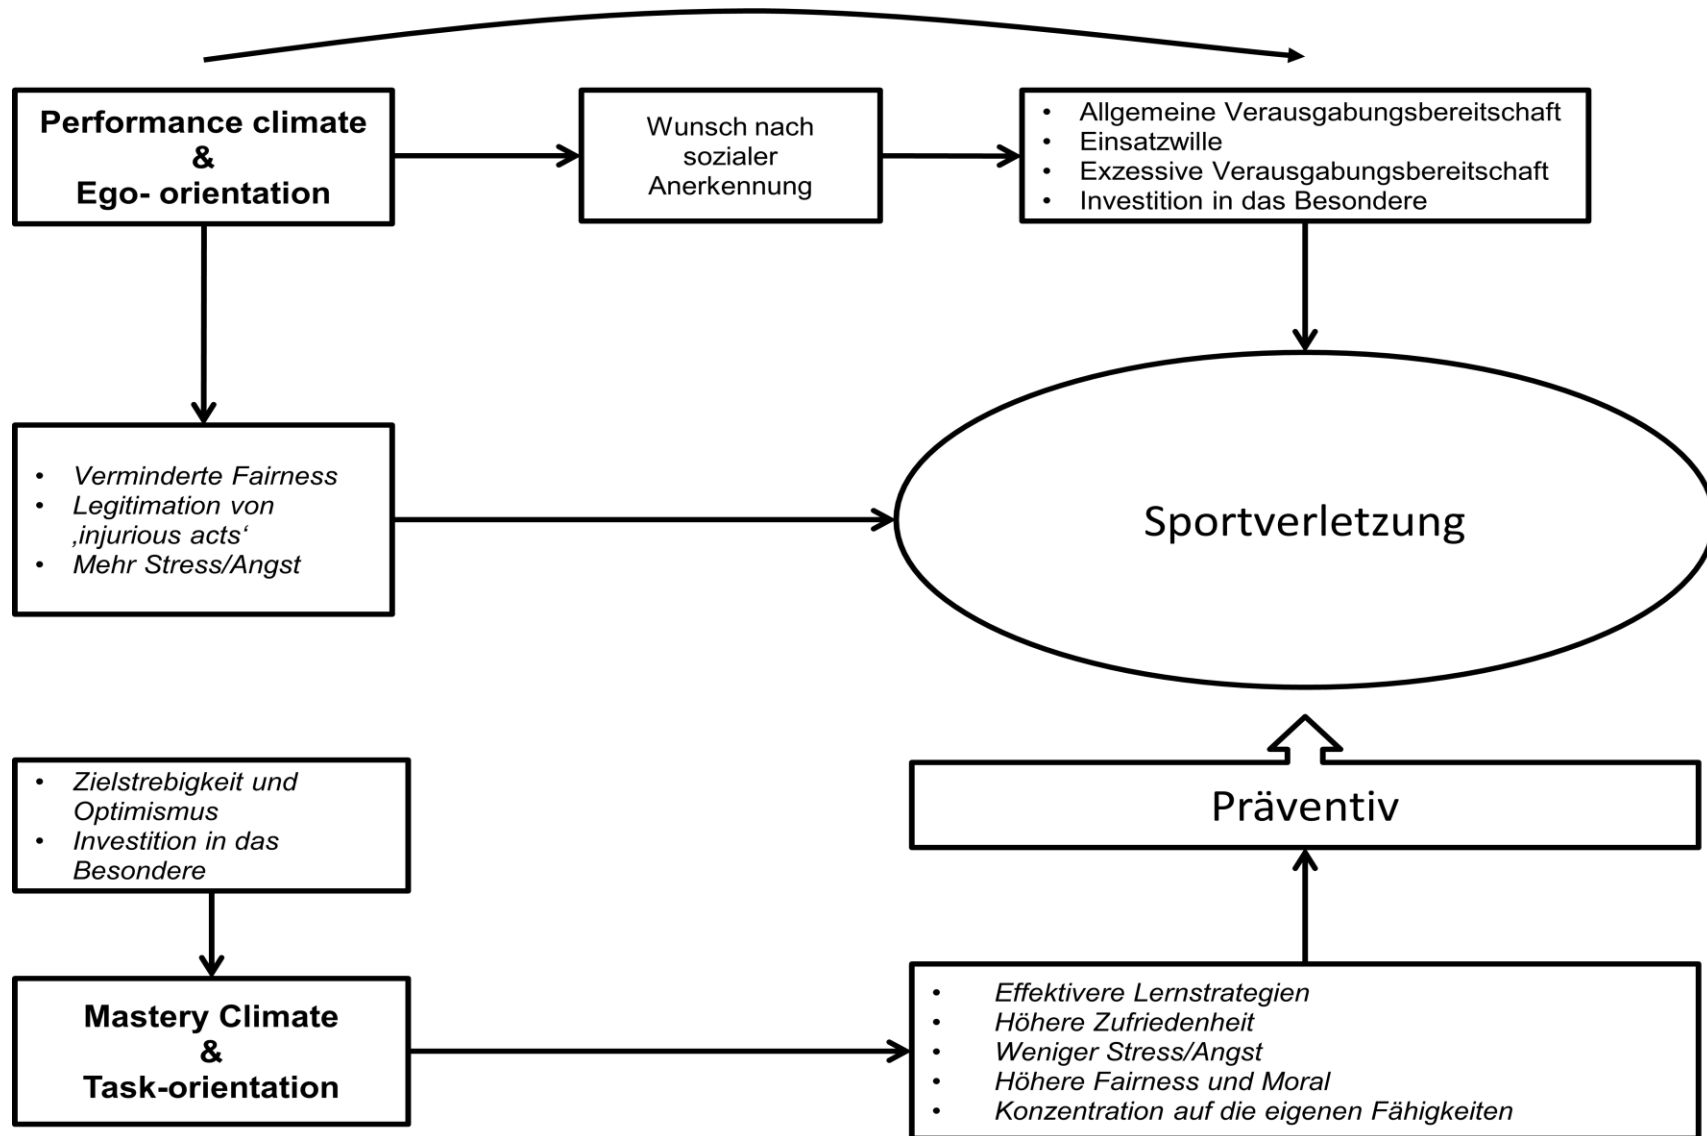 Performance climate
&
Ego- orientation
Wunsch nach
sozialer
Anerkennung
• Allgemeine Verausgabungsbereitschaft
• Einsatzwille
• Exzessive Verausgabungsbereitschaft
• Investition in das Besondere
• Verminderte Fairness
• Legitimation von
‚injurious acts‘
• Mehr Stress/Angst
Sportverletzung
• Zielstrebigkeit und
Optimismus
• Investition in das
Besondere
Präventiv
Mastery Climate
&
Task-orientation
• Effektivere Lernstrategien
• Höhere Zufriedenheit
• Weniger Stress/Angst
• Höhere Fairness und Moral
• Konzentration auf die eigenen Fähigkeiten